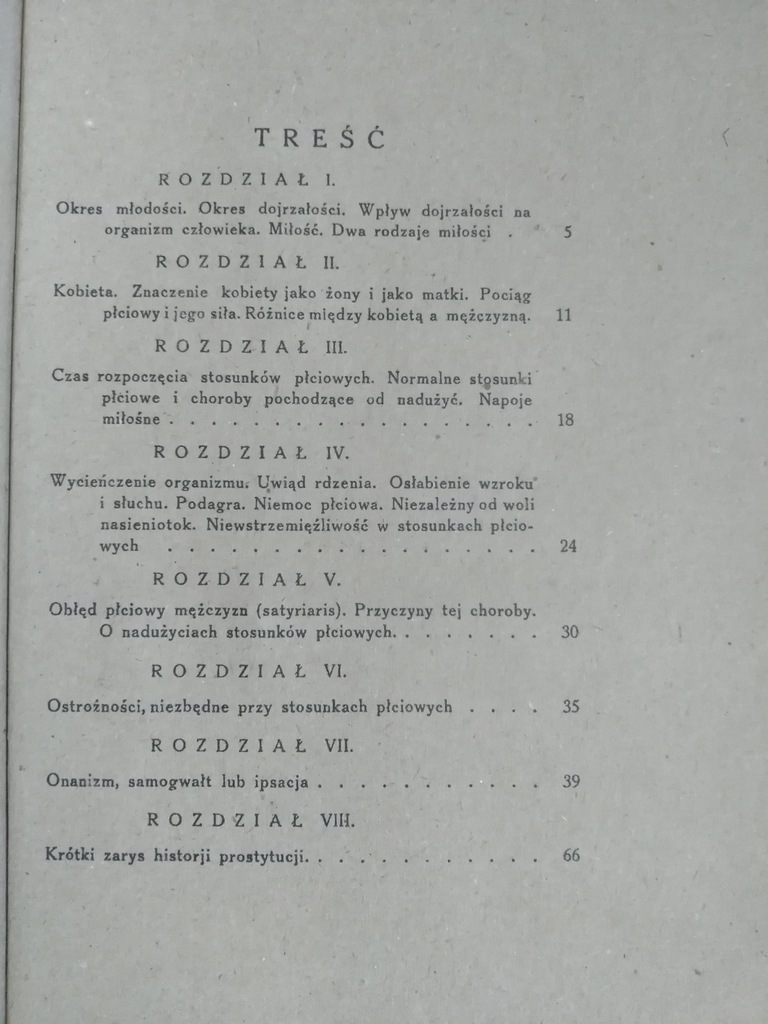 TREŚĆ
ROZDZIAŁ I.
Okres młodości. Okres dojrzałości. Wpływ dojrzałości na
organizm człowieka. Miłość. Dwa rodzaje miłości . 5
ROZDZIAŁ II.
Kobieta. Znaczenie kobiety jako żony i jako matki. Pociąg
płciowy i jego siła. Różnice między kobietą a mężczyzną. 11
ROZDZIAŁ III.
Czas rozpoczęcia stosunków płciowych. Normalne stosunki
płciowe i choroby pochodzące od nadużyć. Napoje
miłosne . . . . . . . . . . . . . . . . . . 18
ROZDZIAŁ IV.
Wycieńczenie organizmu. Uwiąd rdzenia. Osłabienie wzroku
i słuchu. Podagra. Niemoc płciowa. Niezależny od woli
nasieniotok. Niewstrzemięźliwość w stosunkach płcio-
wych . . . . . . . . . . . . . . 24
ROZDZIAŁ V.
Obłęd płciowy mężczyzn (satyriaris). Przyczyny tej choroby.
O nadużyciach stosunków płciowych. . . . . . . 30
ROZDZIAŁ VI.
Ostrożności, niezbędne przy stosunkach płciowych . . . . 35
ROZDZIAŁ VII.
Onanizm, samogwałt lub ipsacja . . . . . . . . . . . 39
ROZDZIAŁ VIII.
Krótki zarys historji prostytucji. . . . . . . . . . . . 66